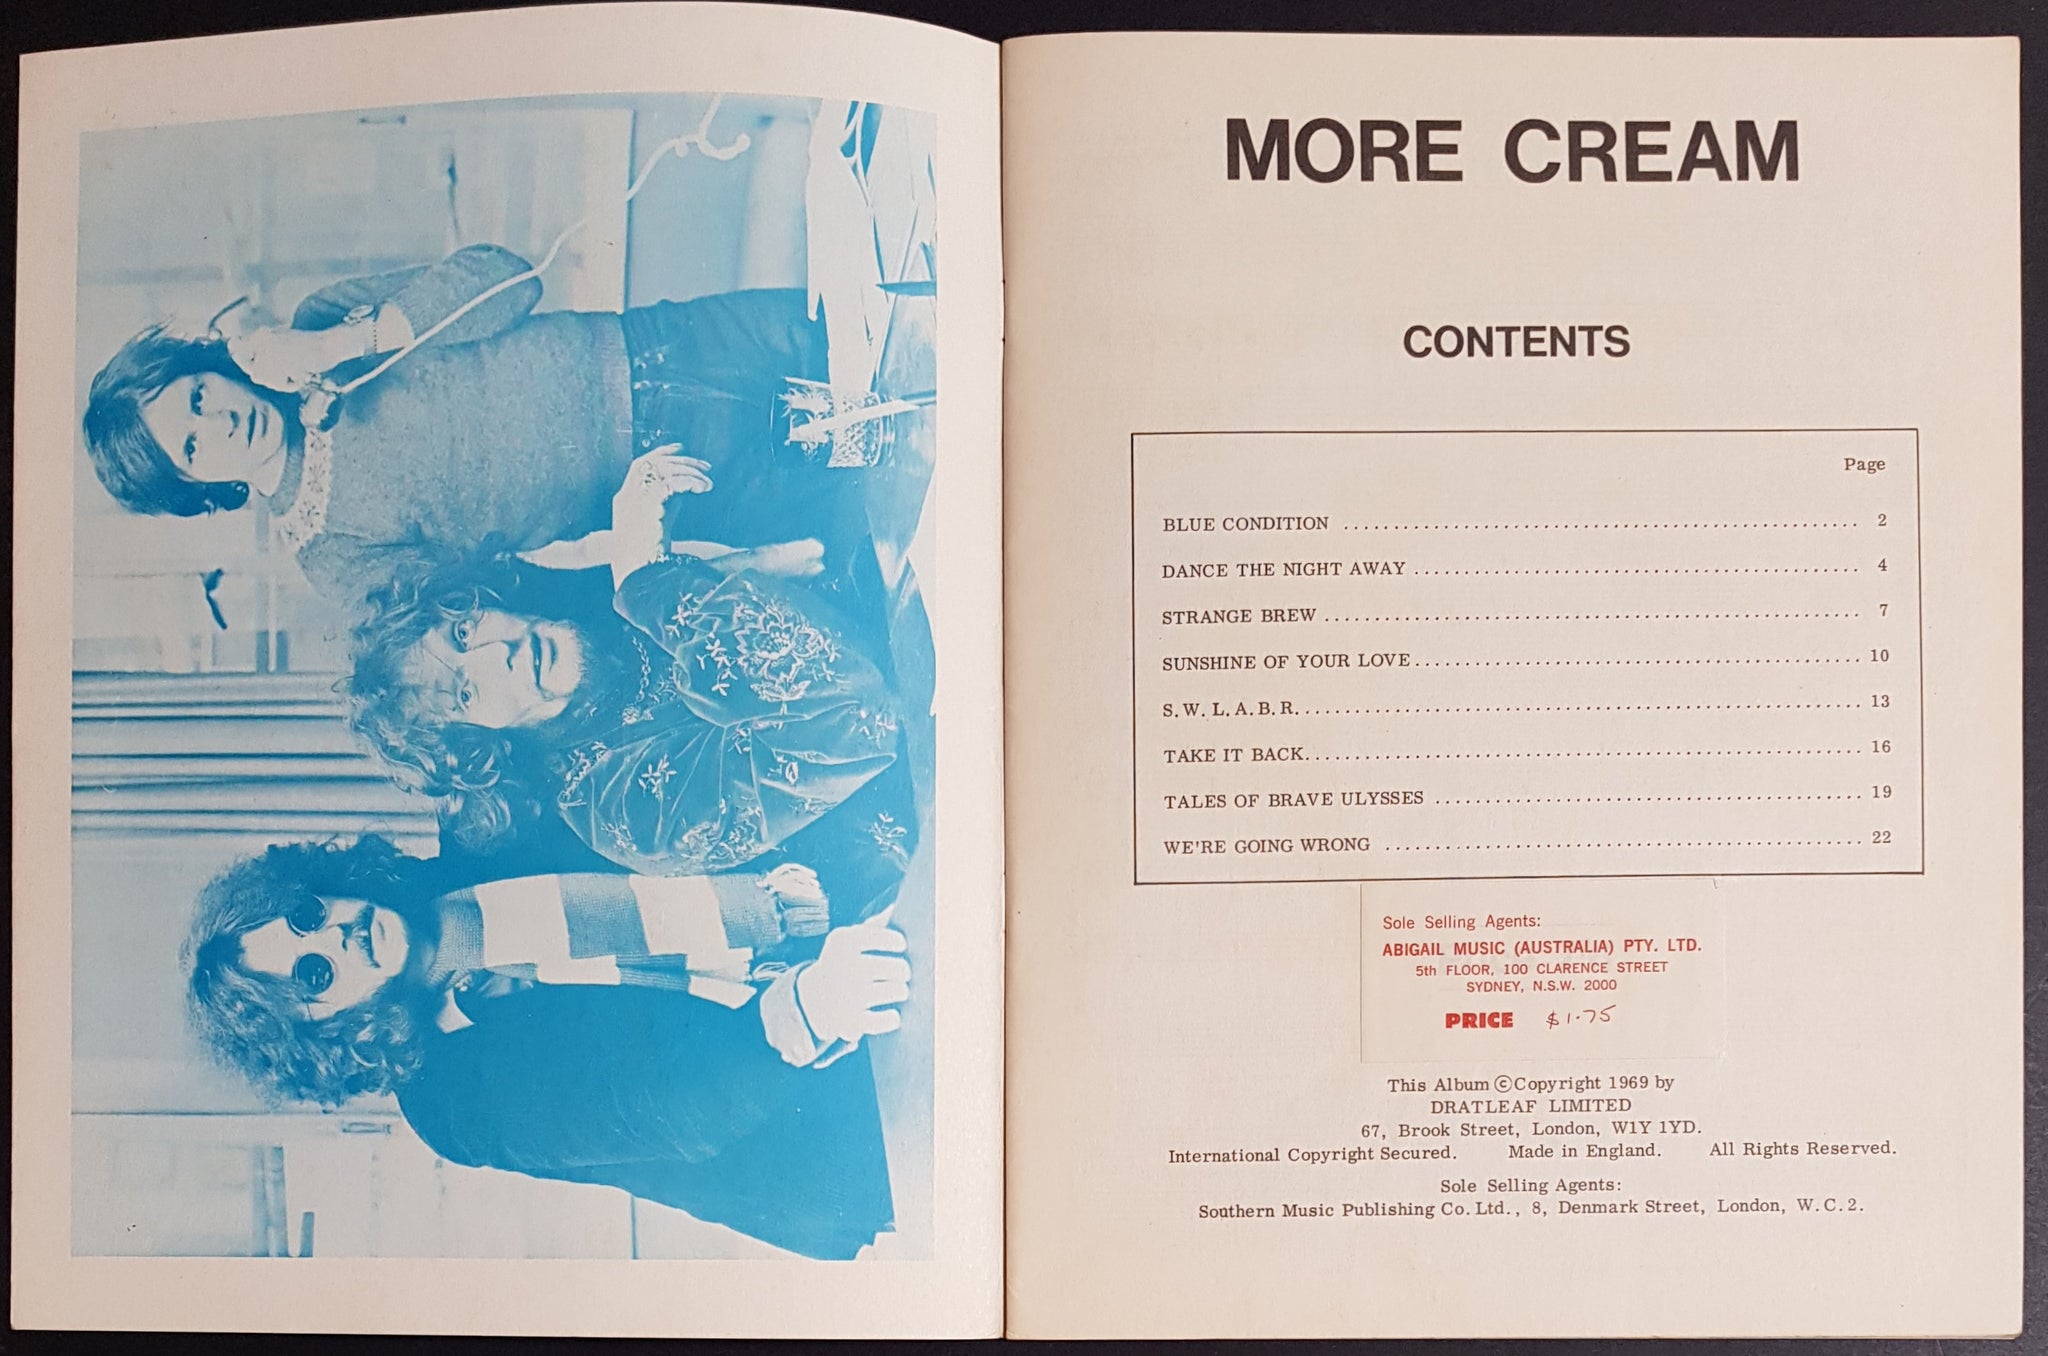 MORE CREAM
CONTENTS
Page
BLUE CONDITION ................................................... 2
DANCE THE NIGHT AWAY ............................................ 4
STRANGE BREW ..................................................... 7
SUNSHINE OF YOUR LOVE ............................................ 10
S. W. L. A. B. R. ....................................................... 13
TAKE IT BACK ....................................................... 16
TALES OF BRAVE ULYSSES .......................................... 19
WE'RE GOING WRONG ............................................... 22
Sole Selling Agents:
ABIGAIL MUSIC (AUSTRALIA) PTY. LTD.
5th FLOOR, 100 CLARENCE STREET
SYDNEY, N.S.W. 2000
PRICE $1.75
This Album ©Copyright 1969 by
DRATLEAF LIMITED
67, Brook Street, London, W1Y 1YD.
International Copyright Secured. Made in England. All Rights Reserved.
Sole Selling Agents:
Southern Music Publishing Co. Ltd., 8, Denmark Street, London, W. C. 2.